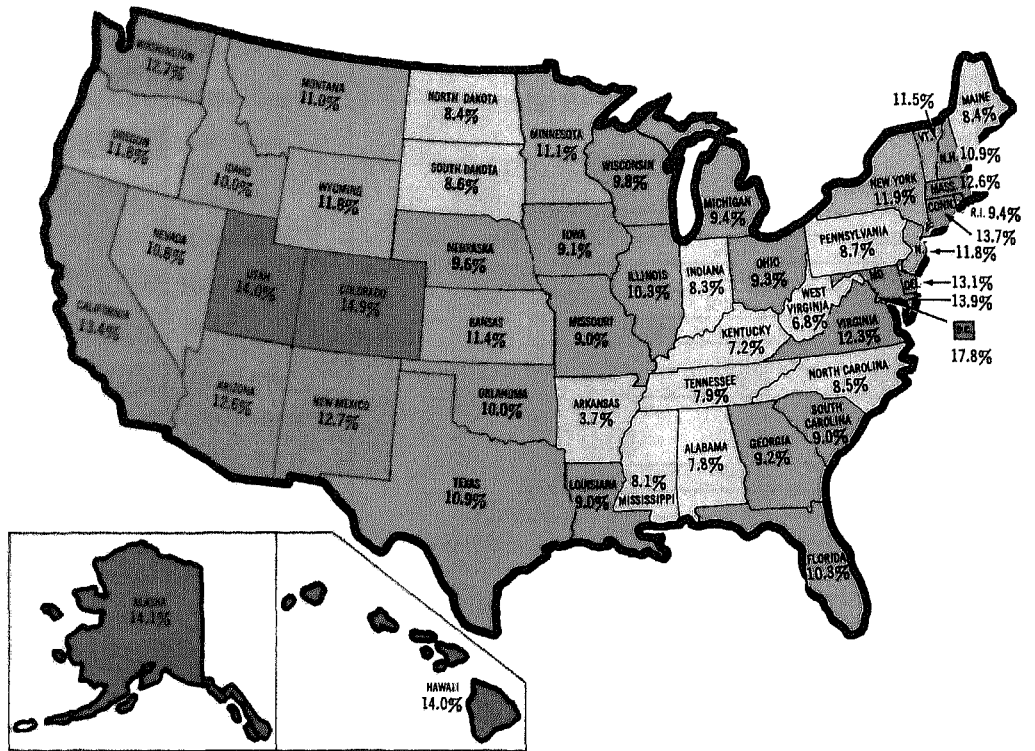 WASHINGTON
12.7%
OREGON
11.8%
CALIFORNIA
13.4%
NEVADA
10.8%
IDAHO
10.0%
MONTANA
11.0%
WYOMING
11.8%
UTAH
14.0%
COLORADO
14.9%
ARIZONA
12.6%
NEW MEXICO
12.7%
NORTH DAKOTA
8.4%
SOUTH DAKOTA
8.6%
NEBRASKA
9.6%
KANSAS
11.4%
OKLAHOMA
10.0%
TEXAS
10.9%
MINNESOTA
11.1%
IOWA
9.1%
MISSOURI
9.0%
ARKANSAS
3.7%
LOUISIANA
9.0%
WISCONSIN
9.8%
ILLINOIS
10.3%
MICHIGAN
9.4%
INDIANA
8.3%
OHIO
9.3%
KENTUCKY
7.2%
TENNESSEE
7.9%
8.1%
MISSISSIPPI
ALABAMA
7.8%
GEORGIA
9.2%
FLORIDA
10.3%
SOUTH
CAROLINA
9.0%
NORTH CAROLINA
8.5%
VIRGINIA
12.3%
WEST
VIRGINIA
6.8%
PENNSYLVANIA
8.7%
NEW YORK
11.9%
11.5%
VT.
MAINE
8.4%
N.H.
10.9%
MASS.
12.6%
R.I. 9.4%
CONN.
13.7%
N.J.
11.8%
DEL.
13.1%
MD.
13.9%
D.C.
17.8%
ALASKA
14.1%
HAWAII
14.0%